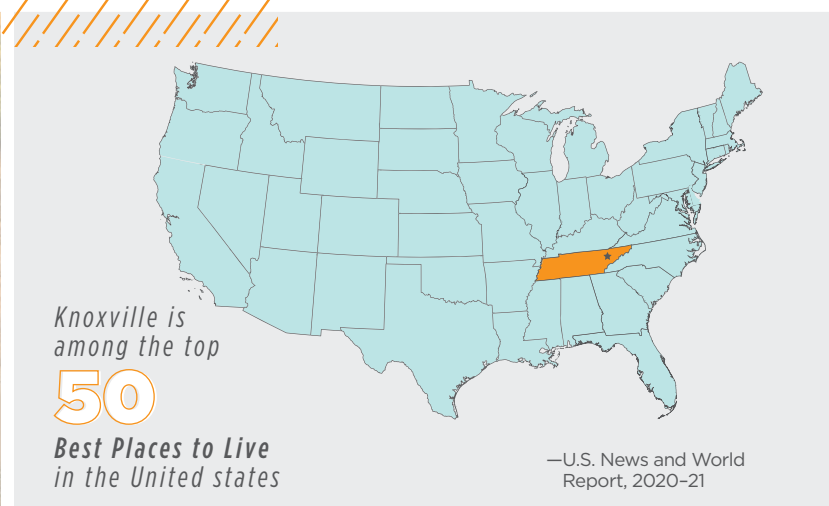 Knoxville is
among the top
50
Best Places to Live
in the United states
—U.S. News and World
Report, 2020–21